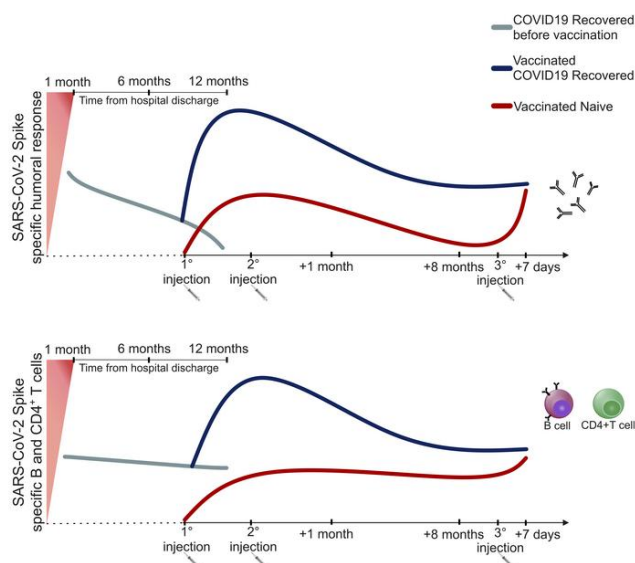 COVID19 Recovered
before vaccination
Vaccinated
COVID19 Recovered
Vaccinated Naive
1 month 6 months 12 months
Time from hospital discharge
SARS-CoV-2 Spike
specific humoral response
1° 2° +1 month +8 months 3° +7 days
injection injection injection
1 month 6 months 12 months
Time from hospital discharge
SARS-CoV-2 Spike
specific B and CD4⁺ T cells
B cell CD4+T cell
1° 2° +1 month +8 months 3° +7 days
injection injection injection